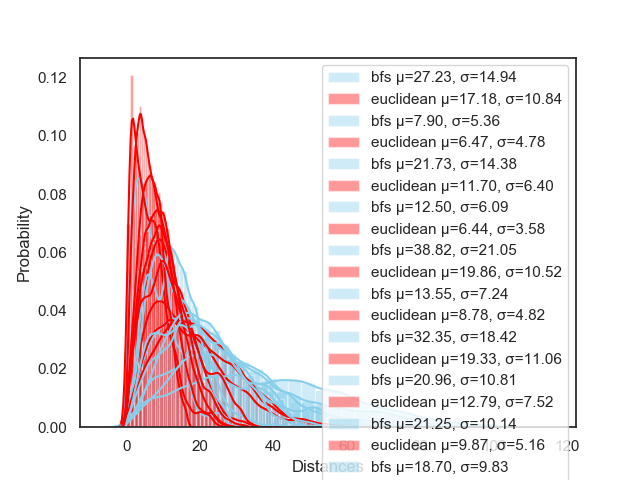 Probability
0.12
0.10
0.08
0.06
0.04
0.02
0.00
0
20
40
60
80
100
120
Distances
bfs µ=27.23, σ=14.94
euclidean µ=17.18, σ=10.84
bfs µ=7.90, σ=5.36
euclidean µ=6.47, σ=4.78
bfs µ=21.73, σ=14.38
euclidean µ=11.70, σ=6.40
bfs µ=12.50, σ=6.09
euclidean µ=6.44, σ=3.58
bfs µ=38.82, σ=21.05
euclidean µ=19.86, σ=10.52
bfs µ=13.55, σ=7.24
euclidean µ=8.78, σ=4.82
bfs µ=32.35, σ=18.42
euclidean µ=19.33, σ=11.06
bfs µ=20.96, σ=10.81
euclidean µ=12.79, σ=7.52
bfs µ=21.25, σ=10.14
euclidean µ=9.87, σ=5.16
bfs µ=18.70, σ=9.83